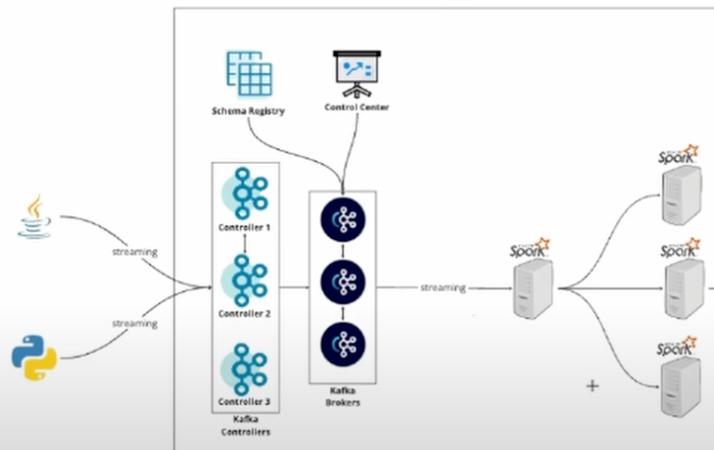 Schema Registry
Control Center
Controller 1
Controller 2
Controller 3
Kafka
Controllers
Kafka
Brokers
streaming
streaming
streaming
Spark
Spark
Spark
Spark